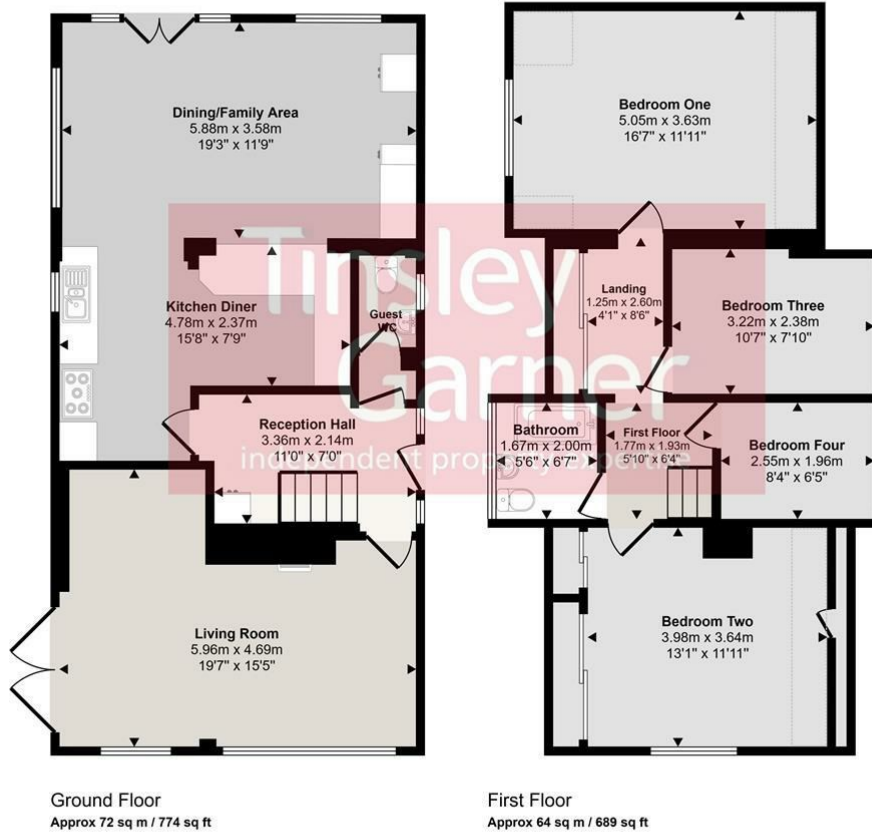 Dining/Family Area
5.88m x 3.58m
19'3" x 11'9"
Kitchen Diner
4.78m x 2.37m
15'8" x 7'9"
Guest
WC
Reception Hall
3.36m x 2.14m
11'0" x 7'0"
Living Room
5.96m x 4.69m
19'7" x 15'5"
Ground Floor
Approx 72 sq m / 774 sq ft
Bedroom One
5.05m x 3.63m
16'7" x 11'11"
Landing
1.25m x 2.60m
4'1" x 8'6"
Bedroom Three
3.22m x 2.38m
10'7" x 7'10"
Bathroom
1.67m x 2.00m
5'6" x 6'7"
First Floor
1.77m x 1.93m
5'10" x 6'4"
Bedroom Four
2.55m x 1.96m
8'4" x 6'5"
Bedroom Two
3.98m x 3.64m
13'1" x 11'11"
First Floor
Approx 64 sq m / 689 sq ft
Tinsley
Garner
independent property expertise